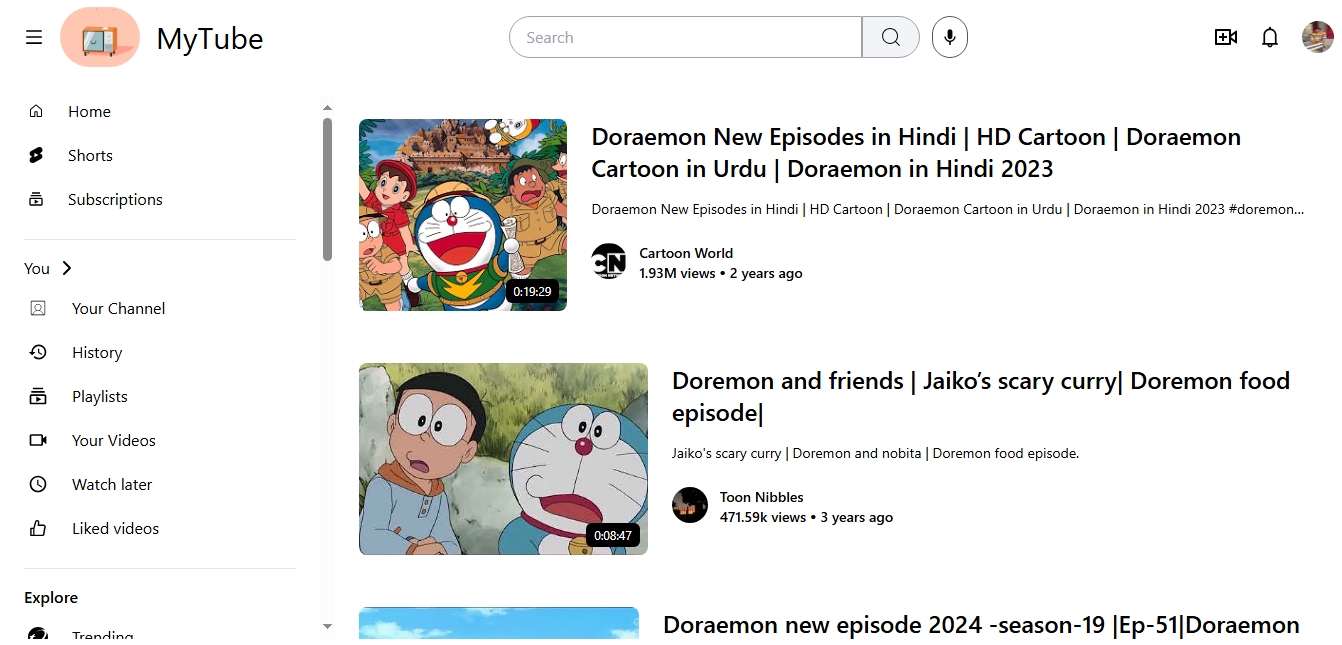 MyTube
Search
Home
Shorts
Subscriptions
You
Your Channel
History
Playlists
Your Videos
Watch later
Liked videos
Explore
Trending
0:19:29
Doraemon New Episodes in Hindi | HD Cartoon | Doraemon
Cartoon in Urdu | Doraemon in Hindi 2023
Doraemon New Episodes in Hindi | HD Cartoon | Doraemon Cartoon in Urdu | Doraemon in Hindi 2023 #doremon...
CN
Cartoon World
1.93M views • 2 years ago
0:08:47
Doremon and friends | Jaiko’s scary curry| Doremon food
episode|
Jaiko's scary curry | Doremon and nobita | Doremon food episode.
Toon Nibbles
471.59k views • 3 years ago
Doraemon new episode 2024 -season-19 |Ep-51|Doraemon